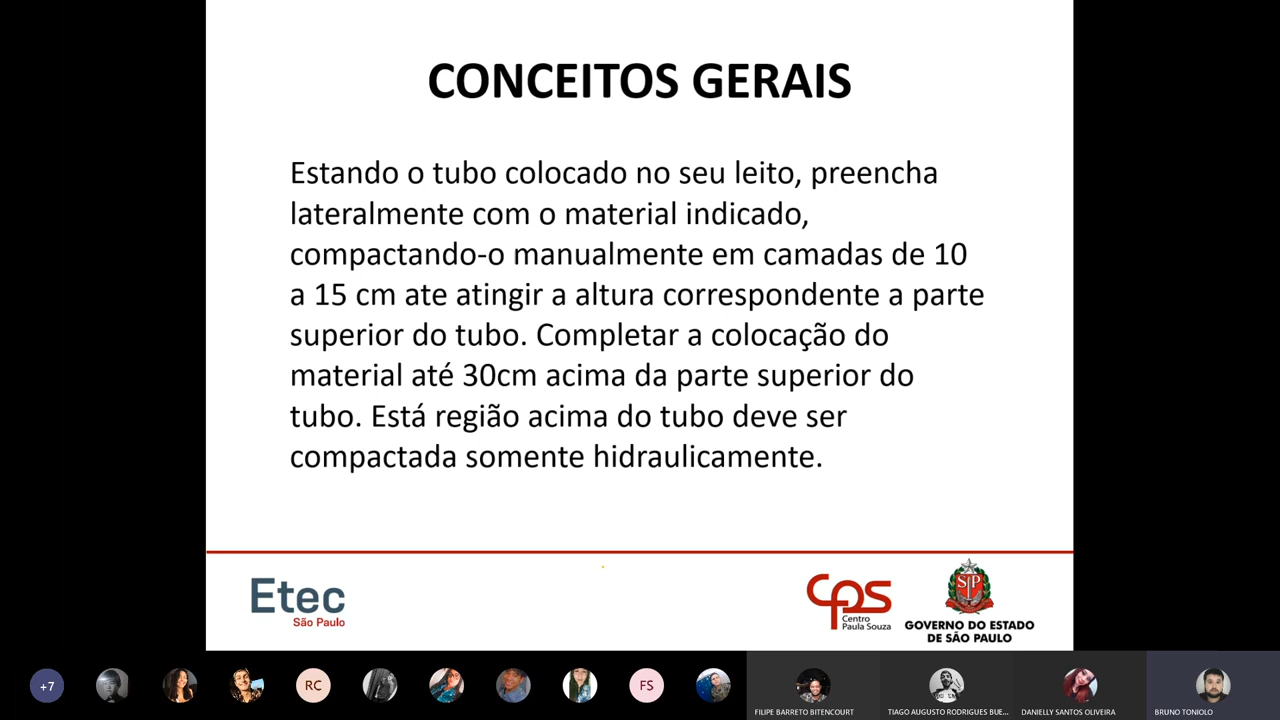 CONCEITOS GERAIS
Estando o tubo colocado no seu leito, preencha
lateralmente com o material indicado,
compactando-o manualmente em camadas de 10
a 15 cm ate atingir a altura correspondente a parte
superior do tubo. Completar a colocação do
material até 30cm acima da parte superior do
tubo. Está região acima do tubo deve ser
compactada somente hidraulicamente.
Etec
São Paulo
CPS
Centro
Paula Souza
SP
GOVERNO DO ESTADO
DE SÃO PAULO
+7
RC
FS
FILIPE BARRETO BITENCOURT
TIAGO AUGUSTO RODRIGUES BUE...
DANIELLY SANTOS OLIVEIRA
BRUNO TONIOLO